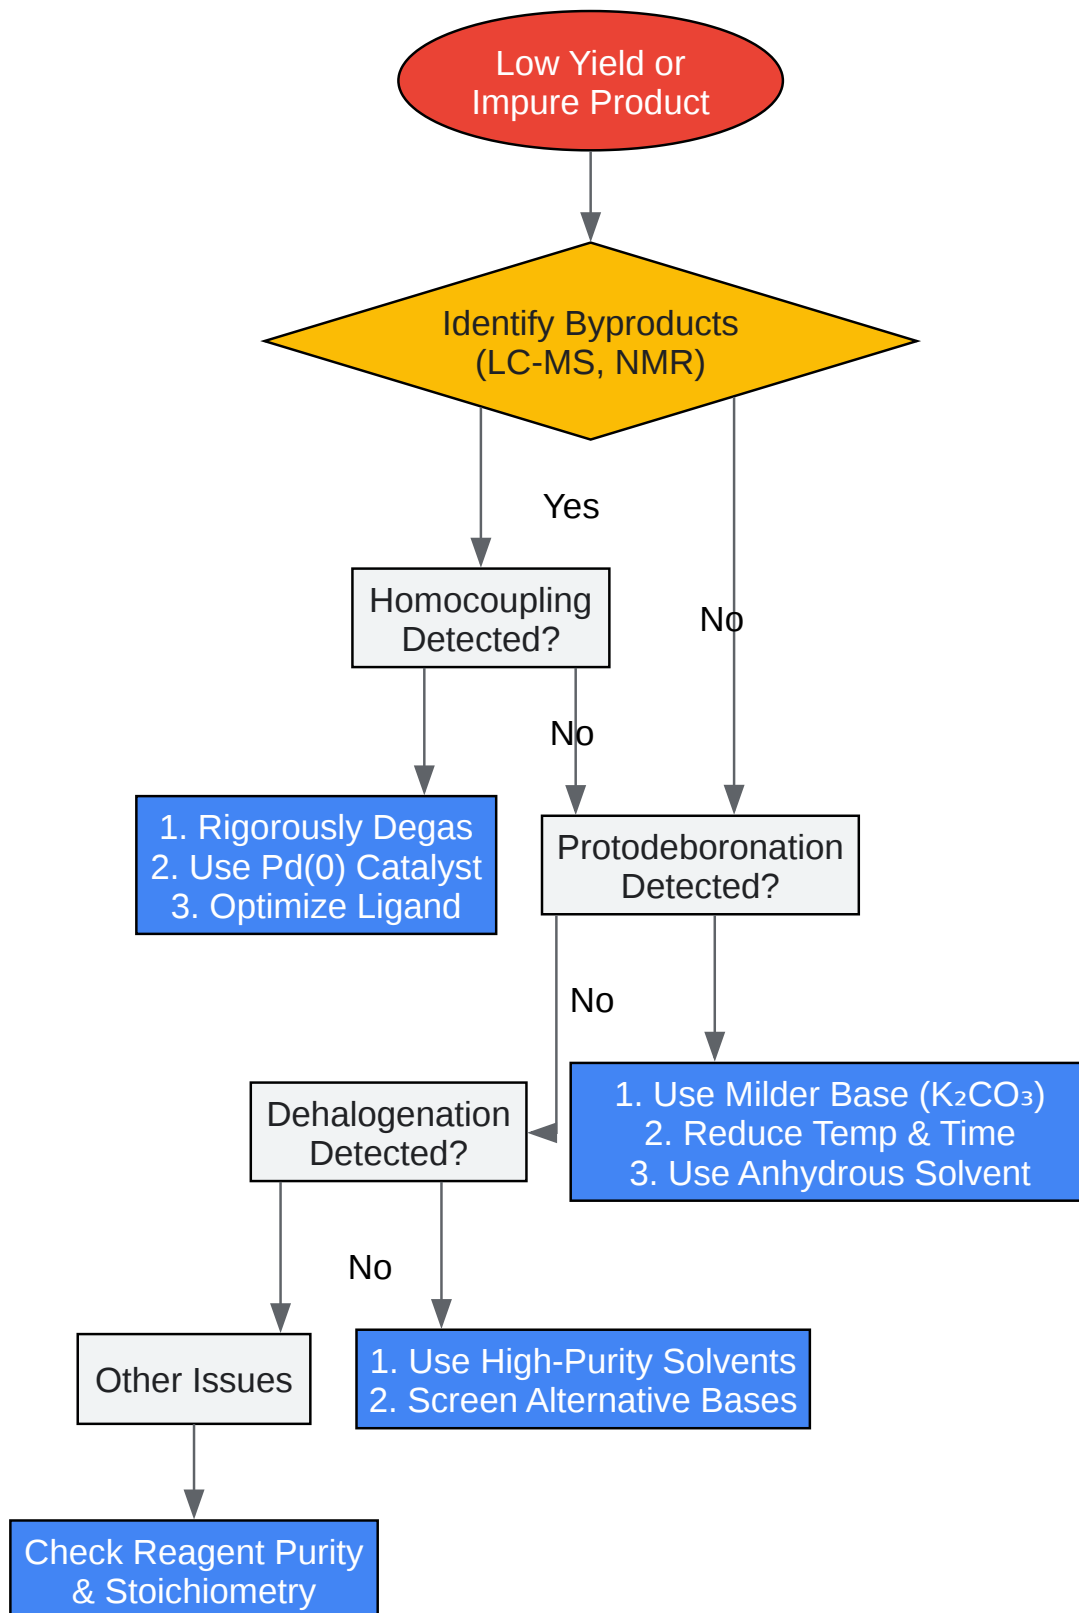 Low Yield or
Impure Product
Identify Byproducts
(LC-MS, NMR)
Yes
Homocoupling
Detected?
No
No
1. Rigorously Degas
2. Use Pd(0) Catalyst
3. Optimize Ligand
Protodeboronation
Detected?
No
Dehalogenation
Detected?
1. Use Milder Base (K₂CO₃)
2. Reduce Temp & Time
3. Use Anhydrous Solvent
No
Other Issues
1. Use High-Purity Solvents
2. Screen Alternative Bases
Check Reagent Purity
& Stoichiometry